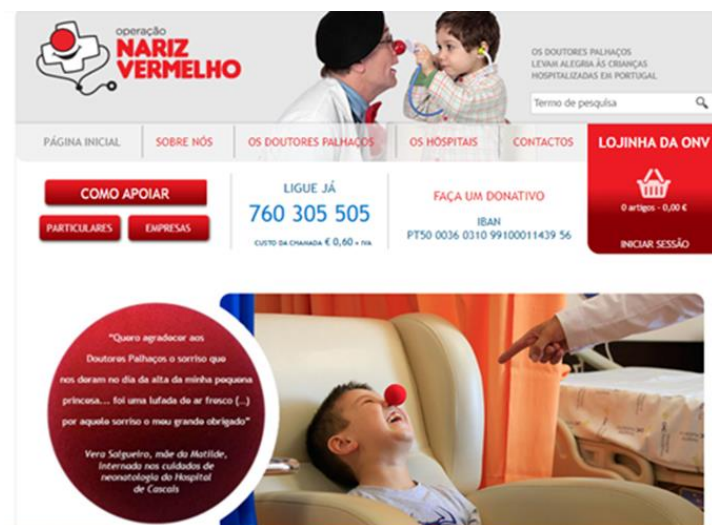 operação
NARIZ
VERMELHO
OS DOUTORES PALHAÇOS
LEVAM ALEGRIA ÀS CRIANÇAS
HOSPITALIZADAS EM PORTUGAL
Termo de pesquisa
PÁGINA INICIAL
SOBRE NÓS
OS DOUTORES PALHAÇOS
OS HOSPITAIS
CONTACTOS
LOJINHA DA ONV
0 artigos - 0,00 €
INICIAR SESSÃO
COMO APOIAR
PARTICULARES
EMPRESAS
LIGUE JÁ
760 305 505
CUSTO DA CHAMADA € 0,60 + IVA
FAÇA UM DONATIVO
IBAN
PT50 0036 0310 99100011439 56
"Quero agradecer aos
Doutores Palhaços o sorriso que
nos deram no dia da alta da minha pequena
princesa... foi uma lufada de ar fresco (...)
por aquele sorriso o meu grande obrigado"
Vera Salgueiro, mãe da Matilde,
internada nos cuidados de
neonatologia do Hospital
de Cascais